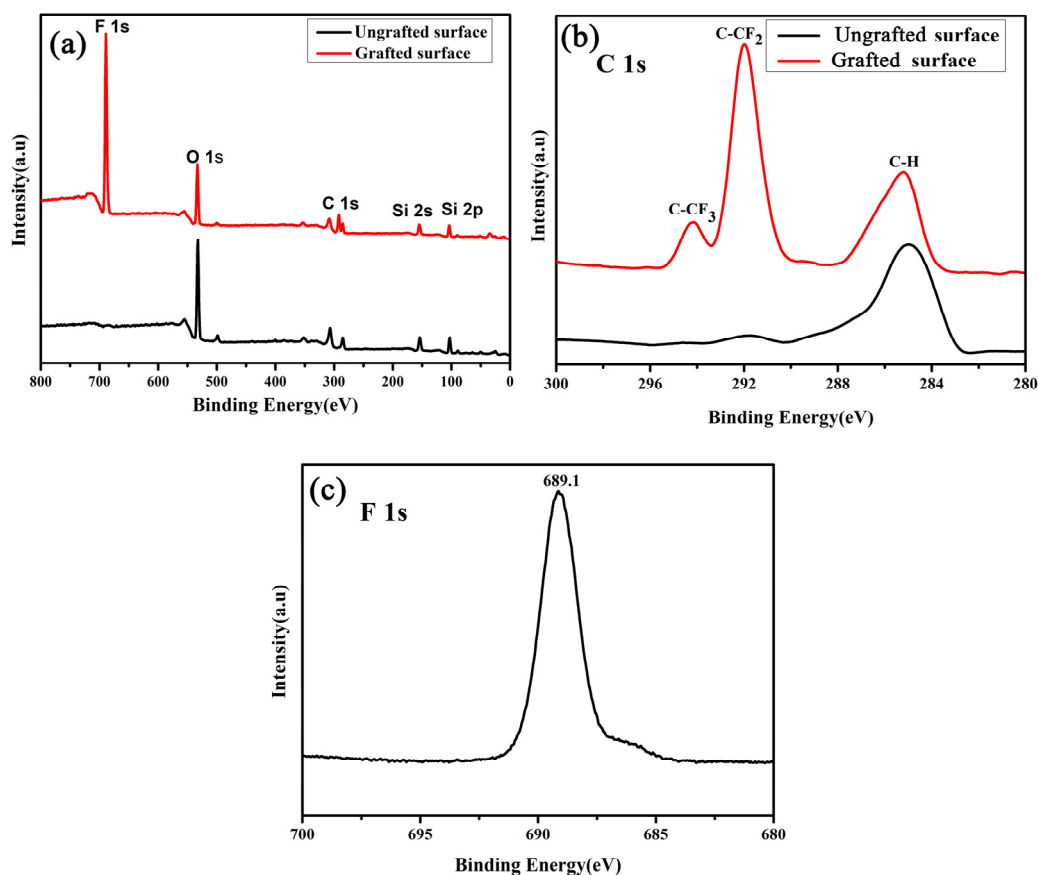 (a)
F 1s
Ungrafted surface
Grafted surface
O 1s
C 1s
Si 2s
Si 2p
Intensity(a.u)
800 700 600 500 400 300 200 100 0
Binding Energy(eV)
(b)
C 1s
C-CF2
Ungrafted surface
Grafted surface
C-H
C-CF3
Intensity(a.u)
300 296 292 288 284 280
Binding Energy(eV)
(c)
F 1s
689.1
Intensity(a.u)
700 695 690 685 680
Binding Energy(eV)